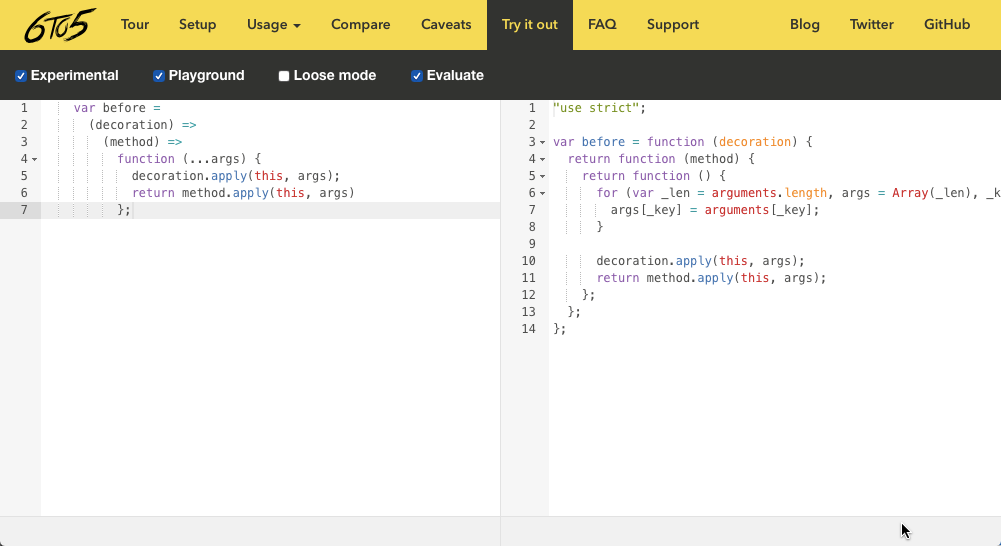 6to5 Tour Setup Usage Compare Caveats Try it out FAQ Support Blog Twitter GitHub
Experimental Playground Loose mode Evaluate
1 var before =
2 (decoration) =>
3 (method) =>
4 function (...args) {
5 decoration.apply(this, args);
6 return method.apply(this, args)
7 };
1 "use strict";
2
3 var before = function (decoration) {
4 return function (method) {
5 return function () {
6 for (var _len = arguments.length, args = Array(_len), _k
7 args[_key] = arguments[_key];
8 }
9
10 decoration.apply(this, args);
11 return method.apply(this, args);
12 };
13 };
14 };